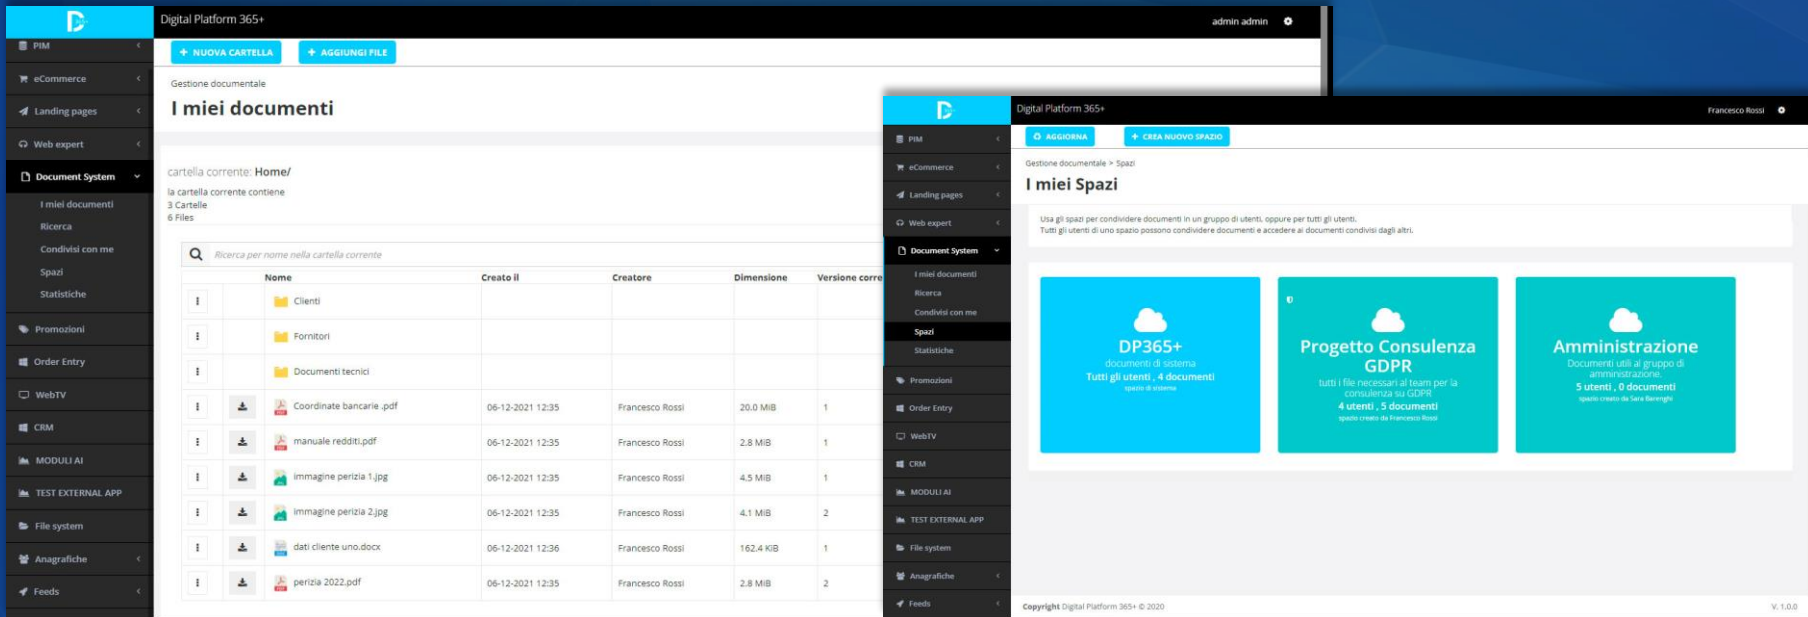 Digital Platform 365+
admin admin
PIM
eCommerce
Landing pages
Web expert
Document System
I miei documenti
Ricerca
Condivisi con me
Spazi
Statistiche
Promozioni
Order Entry
WebTV
CRM
MODULI AI
TEST EXTERNAL APP
File system
Anagrafiche
Feeds
+ NUOVA CARTELLA
+ AGGIUNGI FILE
Gestione documentale
I miei documenti
cartella corrente: Home/
la cartella corrente contiene
3 Cartelle
6 Files
Ricerca per nome nella cartella corrente
Nome Creato il Creatore Dimensione Versione corre
Clienti
Fornitori
Documenti tecnici
Coordinate bancarie .pdf 06-12-2021 12:35 Francesco Rossi 20.0 MiB 1
manuale redditi.pdf 06-12-2021 12:35 Francesco Rossi 2.8 MiB 1
immagine perizia 1.jpg 06-12-2021 12:35 Francesco Rossi 4.5 MiB 1
immagine perizia 2.jpg 06-12-2021 12:35 Francesco Rossi 4.1 MiB 2
dati cliente uno.docx 06-12-2021 12:36 Francesco Rossi 162.4 KiB 1
perizia 2022.pdf 06-12-2021 12:35 Francesco Rossi 2.8 MiB 2
Digital Platform 365+
Francesco Rossi
PIM
eCommerce
Landing pages
Web expert
Document System
I miei documenti
Ricerca
Condivisi con me
Spazi
Statistiche
Promozioni
Order Entry
WebTV
CRM
MODULI AI
TEST EXTERNAL APP
File system
Anagrafiche
Feeds
AGGIORNA
+ CREA NUOVO SPAZIO
Gestione documentale > Spazi
I miei Spazi
Usa gli spazi per condividere documenti in un gruppo di utenti, oppure per tutti gli utenti.
Tutti gli utenti di uno spazio possono condividere documenti e accedere ai documenti condivisi dagli altri.
DP365+
documenti di sistema
Tutti gli utenti , 4 documenti
spazio di sistema
Progetto Consulenza
GDPR
tutti i file necessari al team per la
consulenza su GDPR
4 utenti , 5 documenti
spazio creato da Francesco Rossi
Amministrazione
Documenti utili al gruppo di
amministrazione.
5 utenti , 0 documenti
spazio creato da Sara Barenghi
Copyright Digital Platform 365+ © 2020
V. 1.0.0